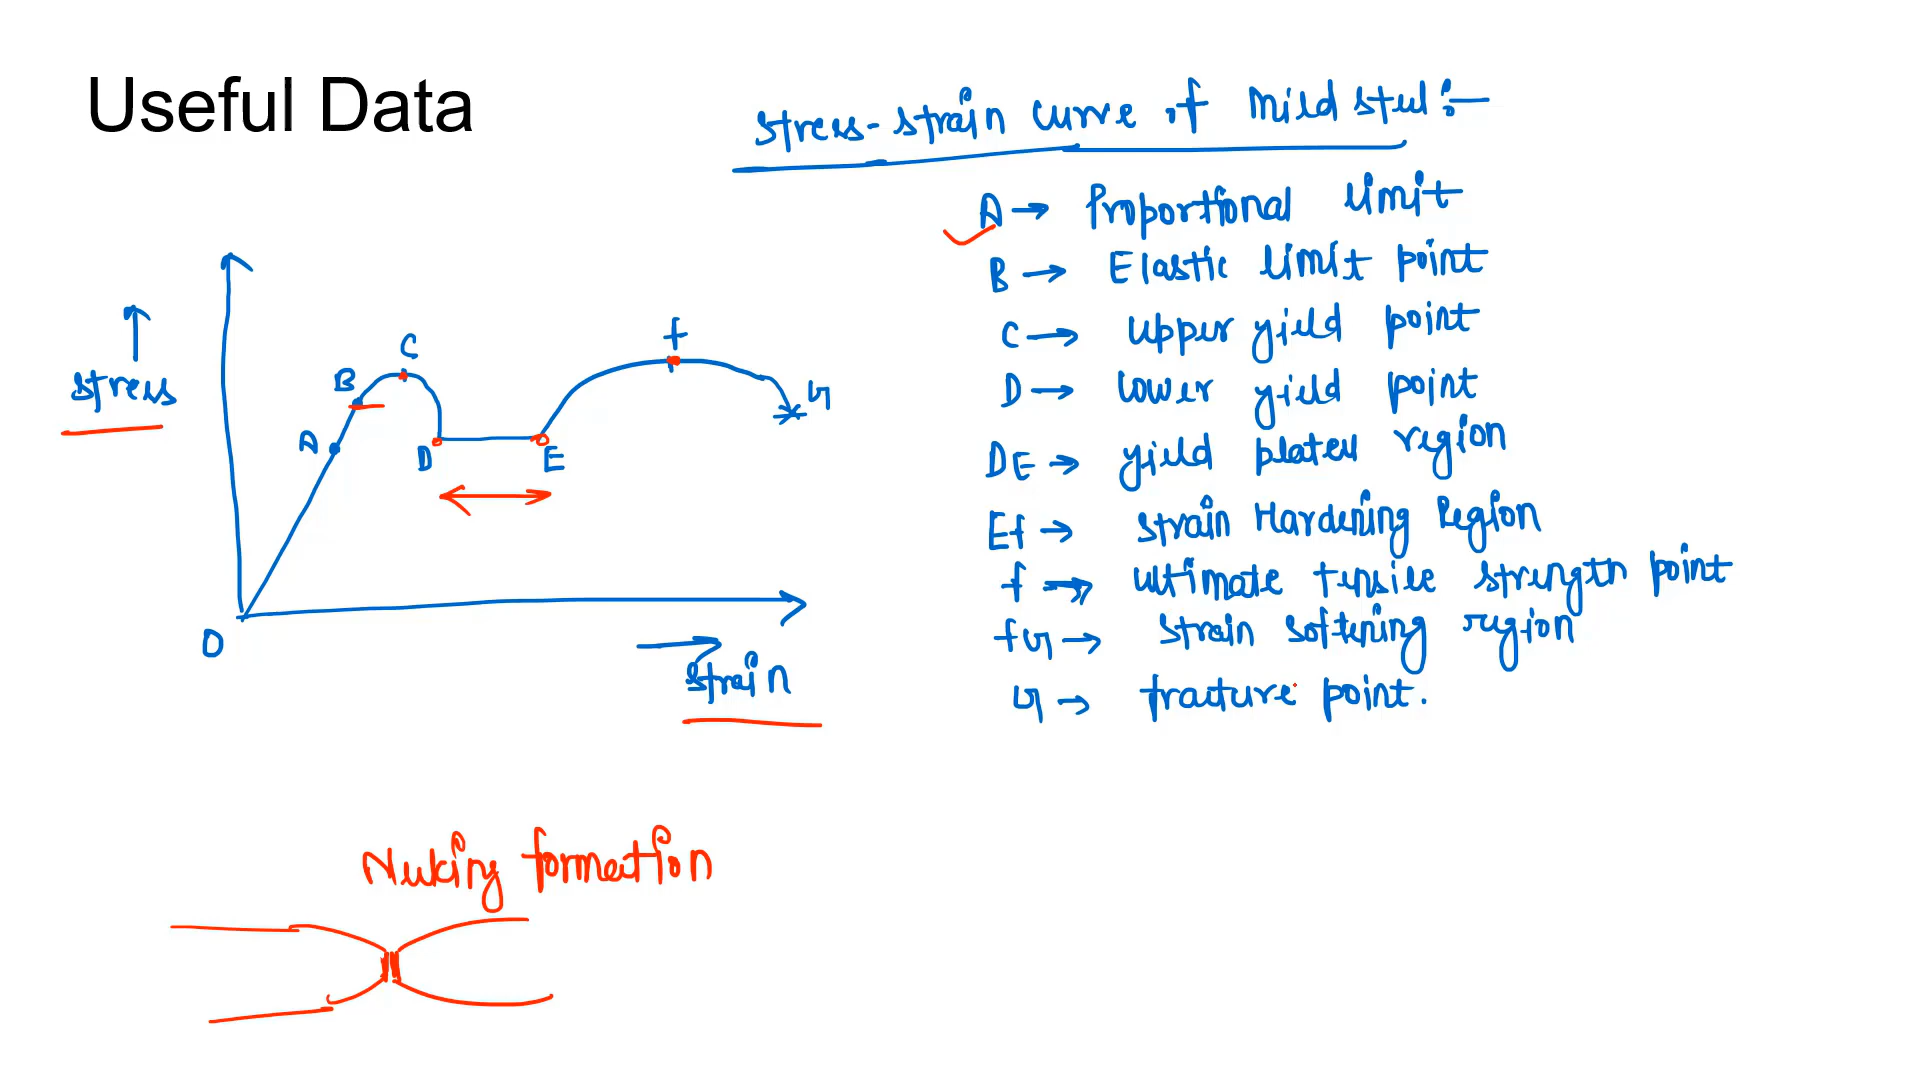 Useful Data
stress-strain curve of Mild steel:-
A → Proportional limit
B → Elastic limit point
C → upper yield point
D → lower yield point
DE → yield plateu region
Ef → strain Hardening Region
f → ultimate tensile strength point
fG → strain softening region
G → fracture point.
stress
A
B
C
D
E
f
G
O
strain
Necking formation